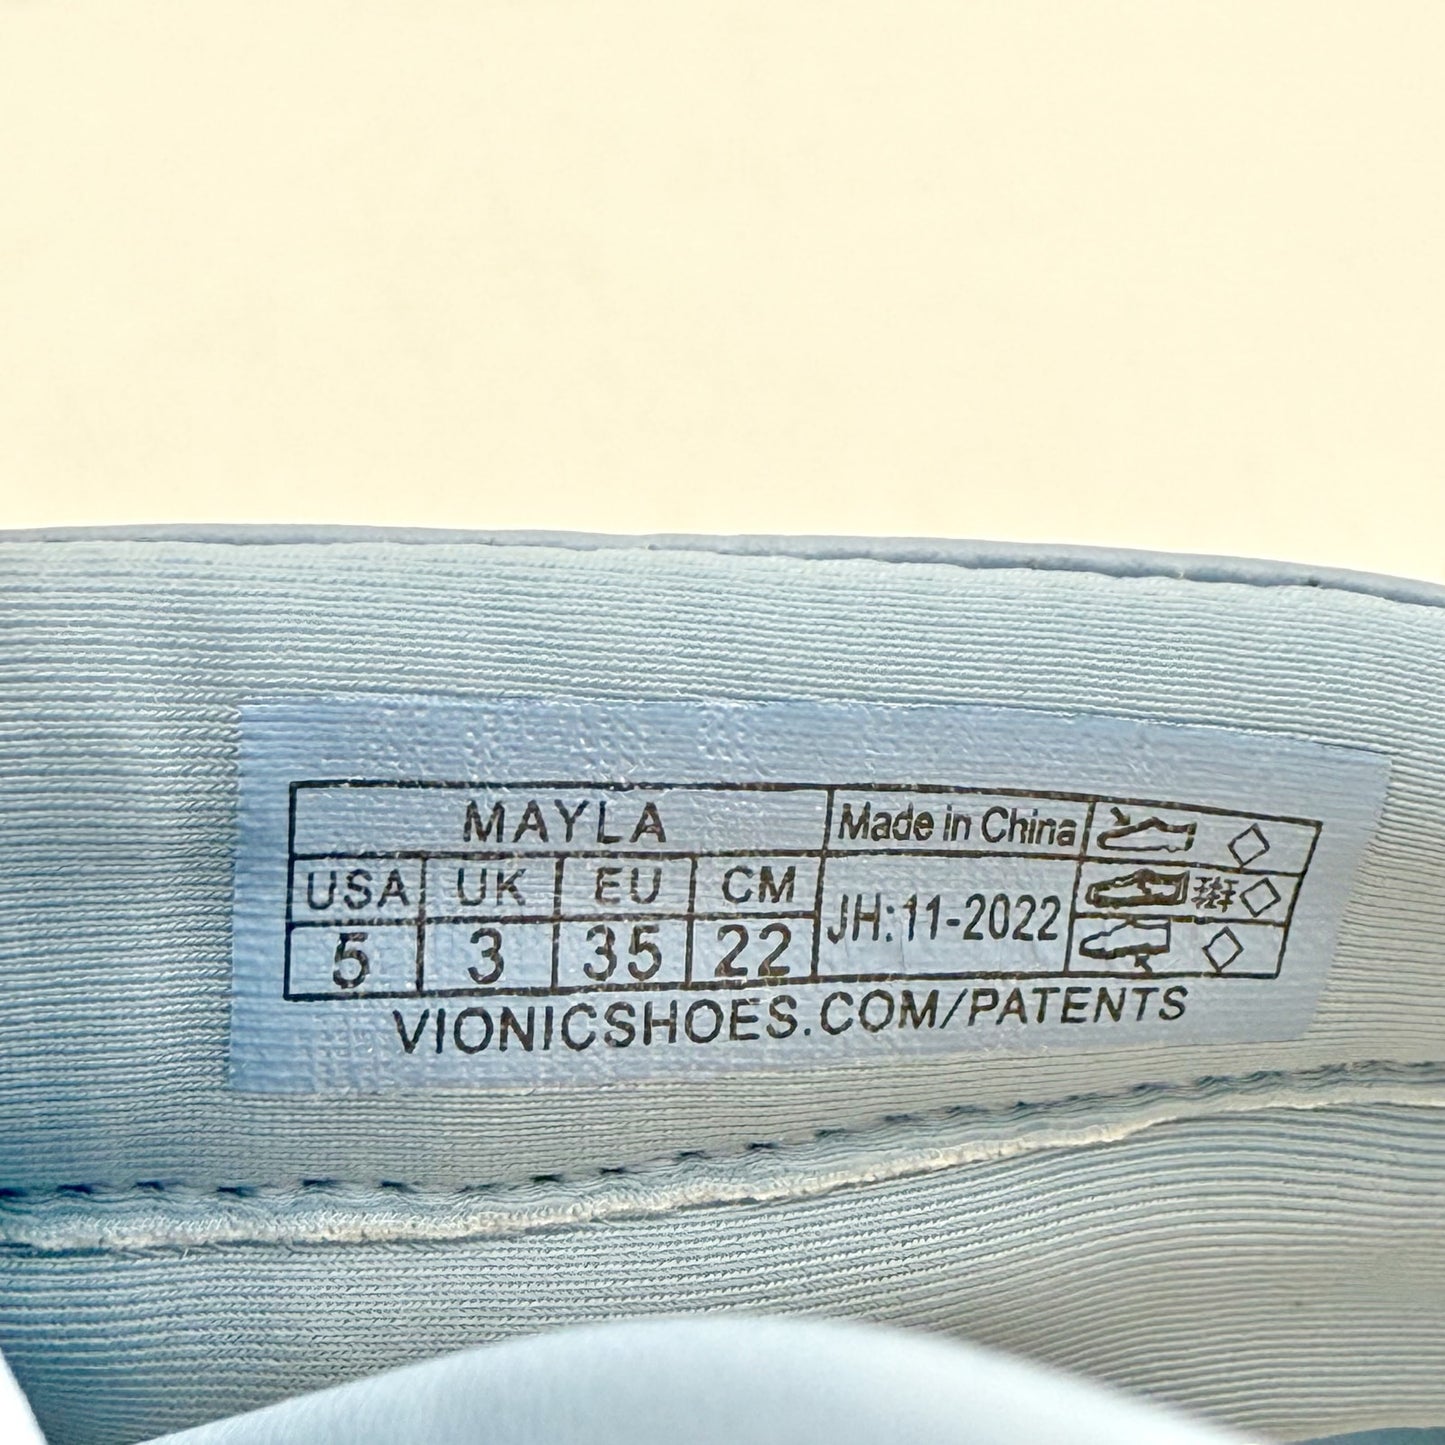 MAYLA Made in China
USA UK EU CM JH:11-2022
5 3 35 22
VIONICSHOES.COM/PATENTS